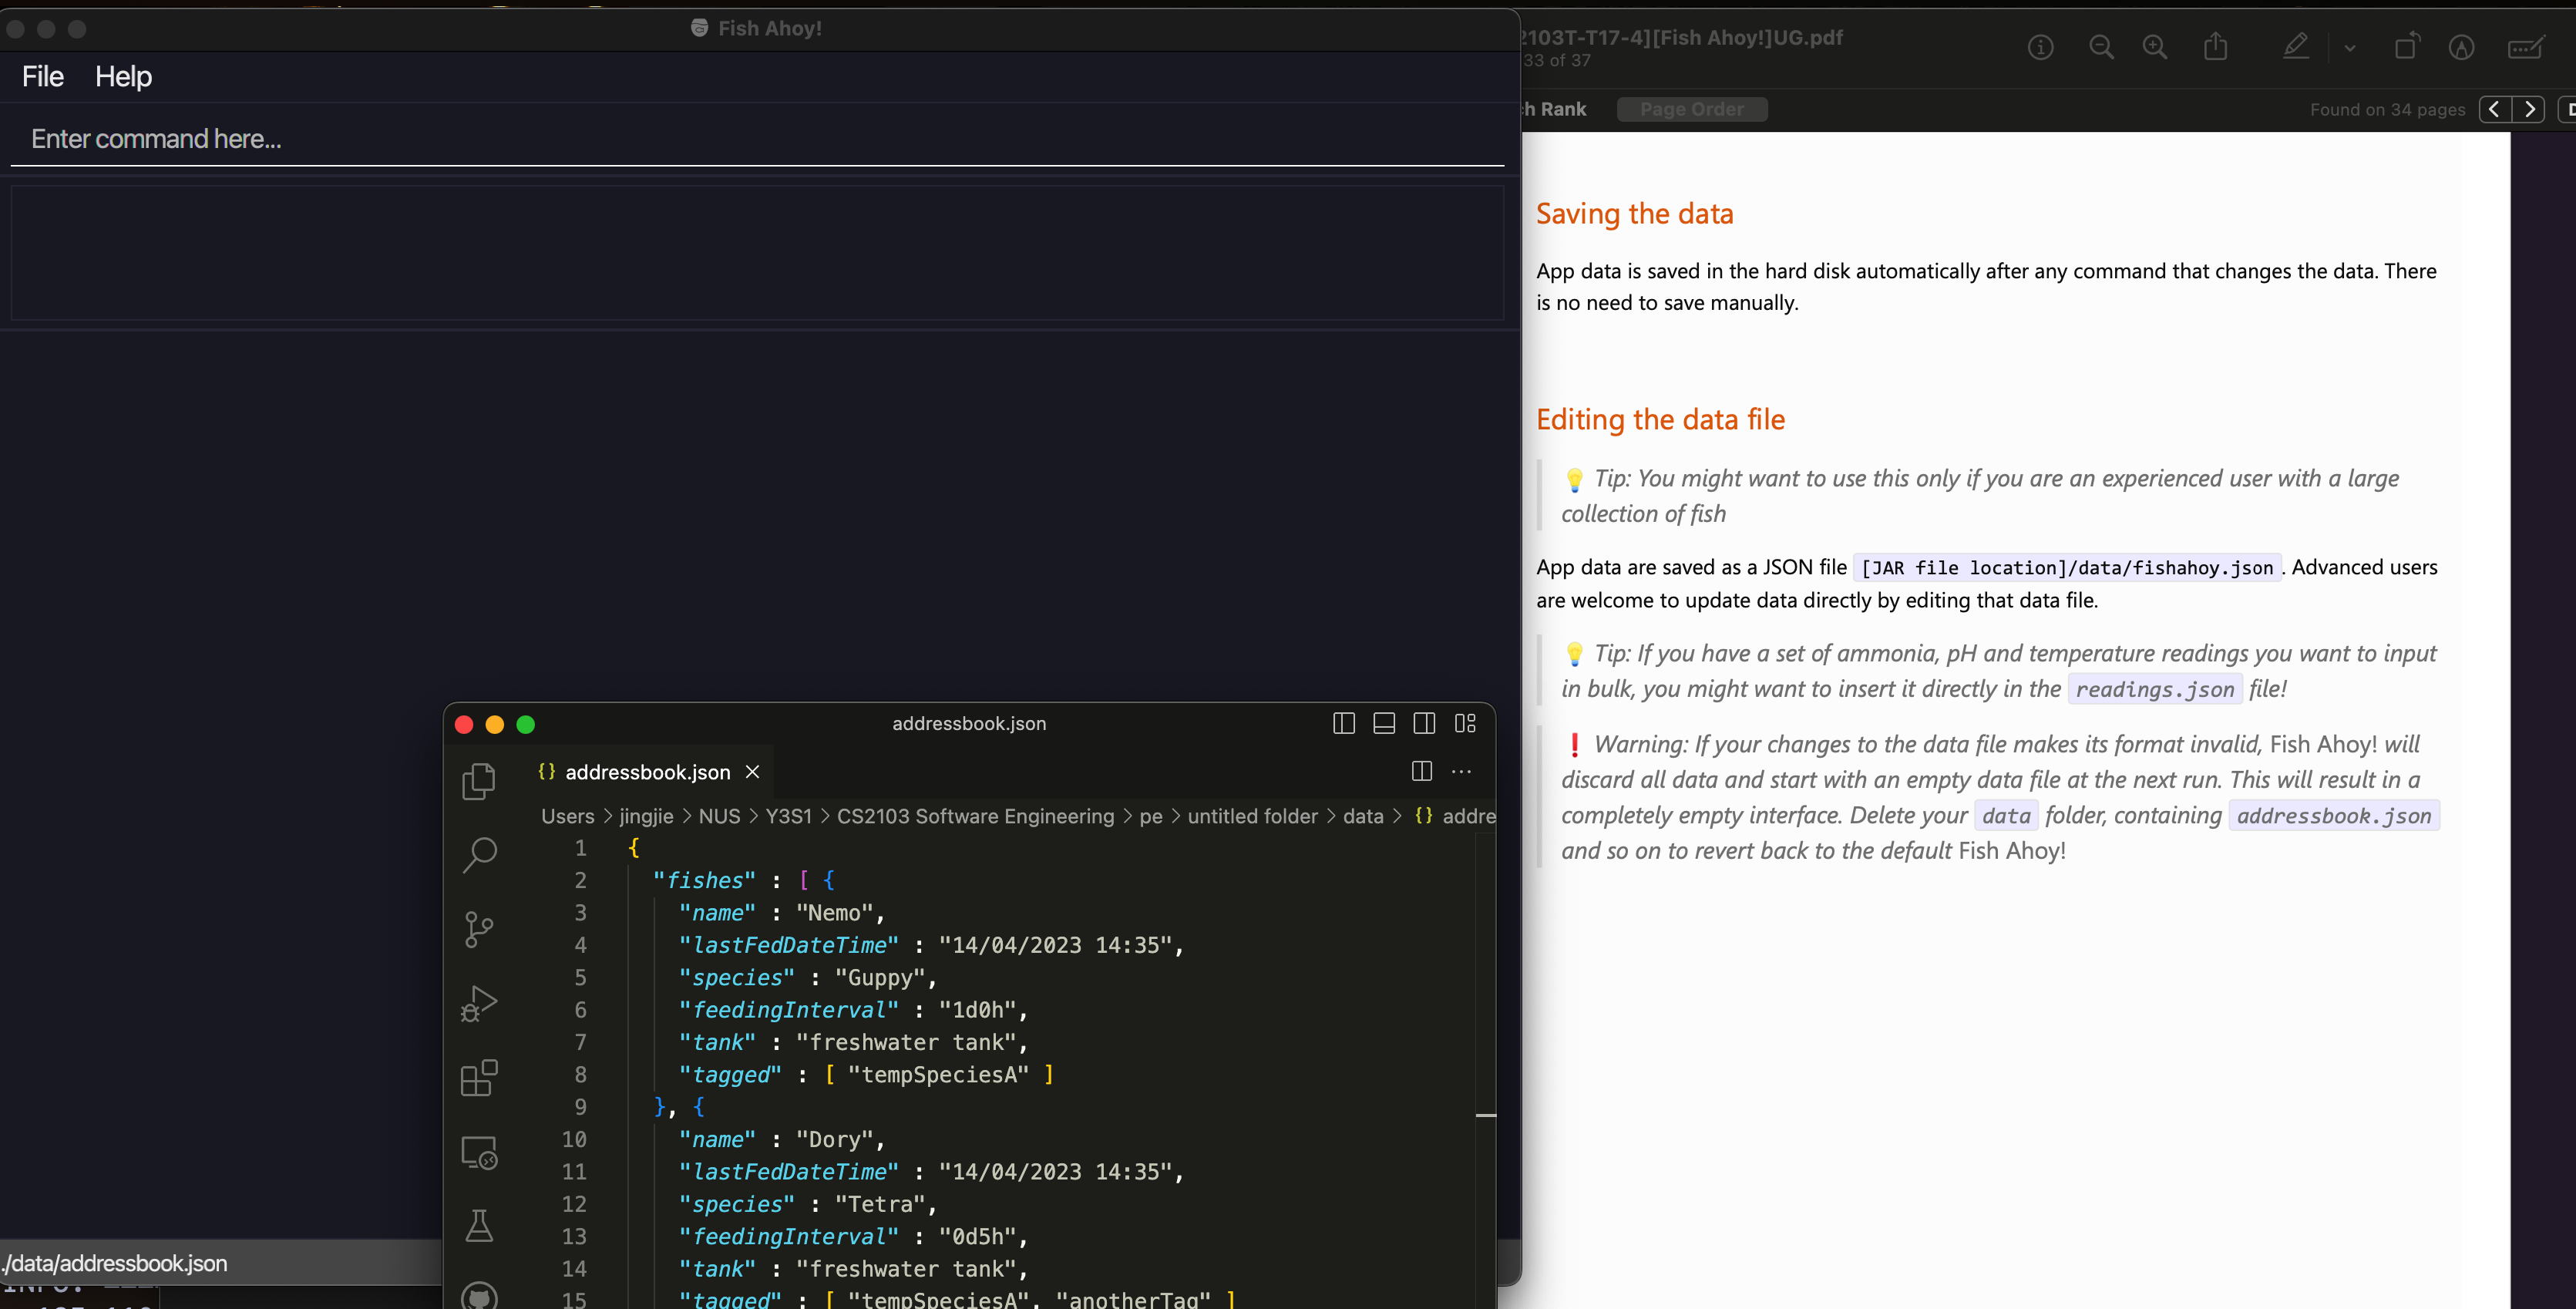 Fish Ahoy!
File Help
Enter command here...
./data/addressbook.json
2103T-T17-4][Fish Ahoy!]UG.pdf
33 of 37
ch Rank
Page Order
Found on 34 pages
Saving the data
App data is saved in the hard disk automatically after any command that changes the data. There
is no need to save manually.
Editing the data file
💡 Tip: You might want to use this only if you are an experienced user with a large
collection of fish
App data are saved as a JSON file [JAR file location]/data/fishahoy.json . Advanced users
are welcome to update data directly by editing that data file.
💡 Tip: If you have a set of ammonia, pH and temperature readings you want to input
in bulk, you might want to insert it directly in the readings.json file!
❗ Warning: If your changes to the data file makes its format invalid, Fish Ahoy! will
discard all data and start with an empty data file at the next run. This will result in a
completely empty interface. Delete your data folder, containing addressbook.json
and so on to revert back to the default Fish Ahoy!
addressbook.json
{} addressbook.json
Users > jingjie > NUS > Y3S1 > CS2103 Software Engineering > pe > untitled folder > data > {} addre
1 {
2 "fishes" : [ {
3 "name" : "Nemo",
4 "lastFedDateTime" : "14/04/2023 14:35",
5 "species" : "Guppy",
6 "feedingInterval" : "1d0h",
7 "tank" : "freshwater tank",
8 "tagged" : [ "tempSpeciesA" ]
9 }, {
10 "name" : "Dory",
11 "lastFedDateTime" : "14/04/2023 14:35",
12 "species" : "Tetra",
13 "feedingInterval" : "0d5h",
14 "tank" : "freshwater tank",
15 "tagged" : [ "tempSpeciesA", "anotherTag" ]